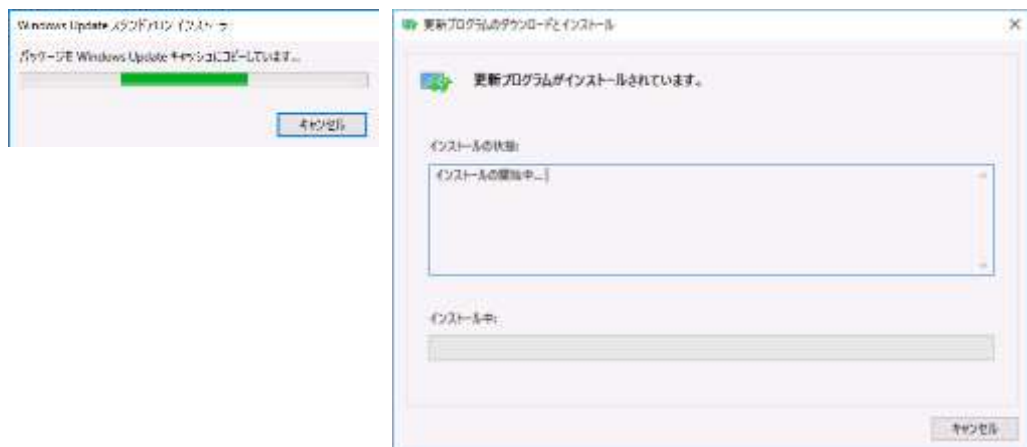 Windows Update スタンドアロン インストーラー
パッケージを Windows Update キャッシュにコピーしています...
キャンセル
更新プログラムのダウンロードとインストール
更新プログラムがインストールされています。
インストールの状態:
インストールの開始中...
インストール中:
キャンセル